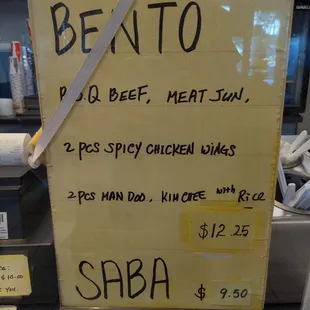 BENTO
B.B.Q BEEF, MEAT JUN,
2 PCS SPICY CHICKEN WINGS
2 PCS MAN DOO, KIMCHEE with RICE
$12.25
SABA $ 9.50